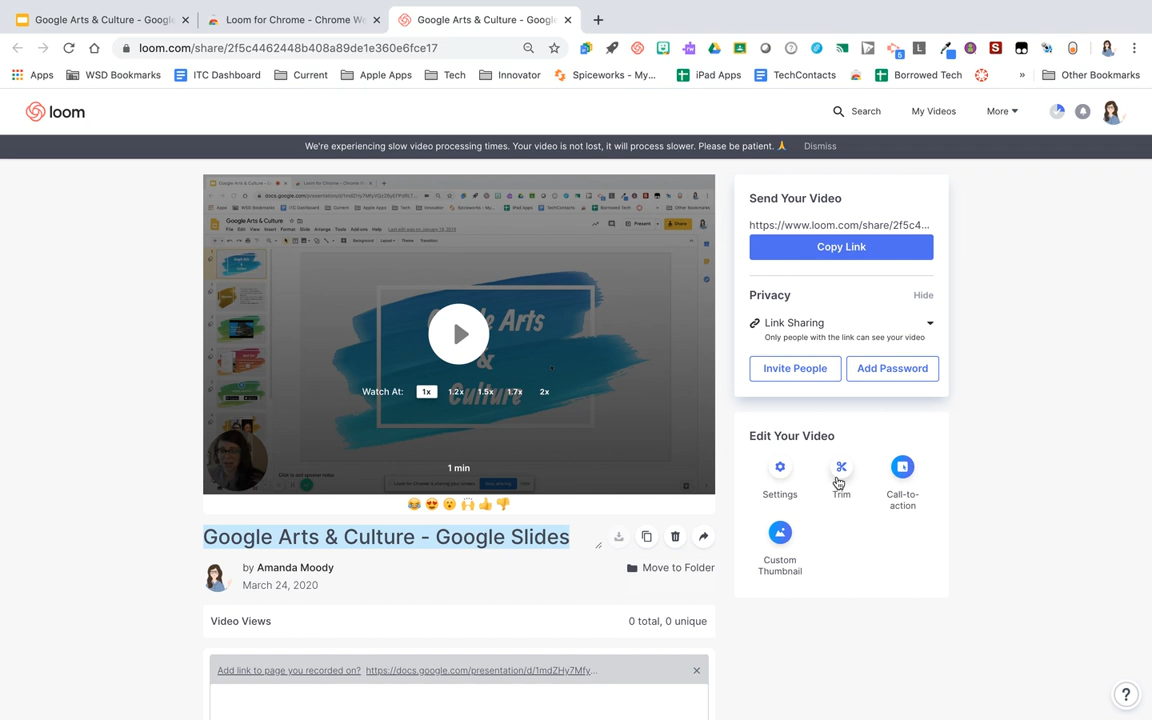 Google Arts & Culture - Google
Loom for Chrome - Chrome We
Google Arts & Culture - Google
loom.com/share/2f5c4462448b408a89de1e360e6fce17
Apps
WSD Bookmarks
ITC Dashboard
Current
Apple Apps
Tech
Innovator
Spiceworks - My...
iPad Apps
TechContacts
Borrowed Tech
»
Other Bookmarks
loom
Search
My Videos
More
We're experiencing slow video processing times. Your video is not lost, it will process slower. Please be patient. 🙏
Dismiss
Google Arts & Culture
Google Arts
&
Culture
Watch At:
1x
1.2x
1.5x
1.7x
2x
1 min
😂 😍 😮 🙌 👍 👎
Google Arts & Culture - Google Slides
by Amanda Moody
March 24, 2020
Move to Folder
Video Views
0 total, 0 unique
Add link to page you recorded on? https://docs.google.com/presentation/d/1mdZHy7Mfy...
Send Your Video
https://www.loom.com/share/2f5c4...
Copy Link
Privacy
Hide
Link Sharing
Only people with the link can see your video
Invite People
Add Password
Edit Your Video
Settings
Trim
Call-to-
action
Custom
Thumbnail
?